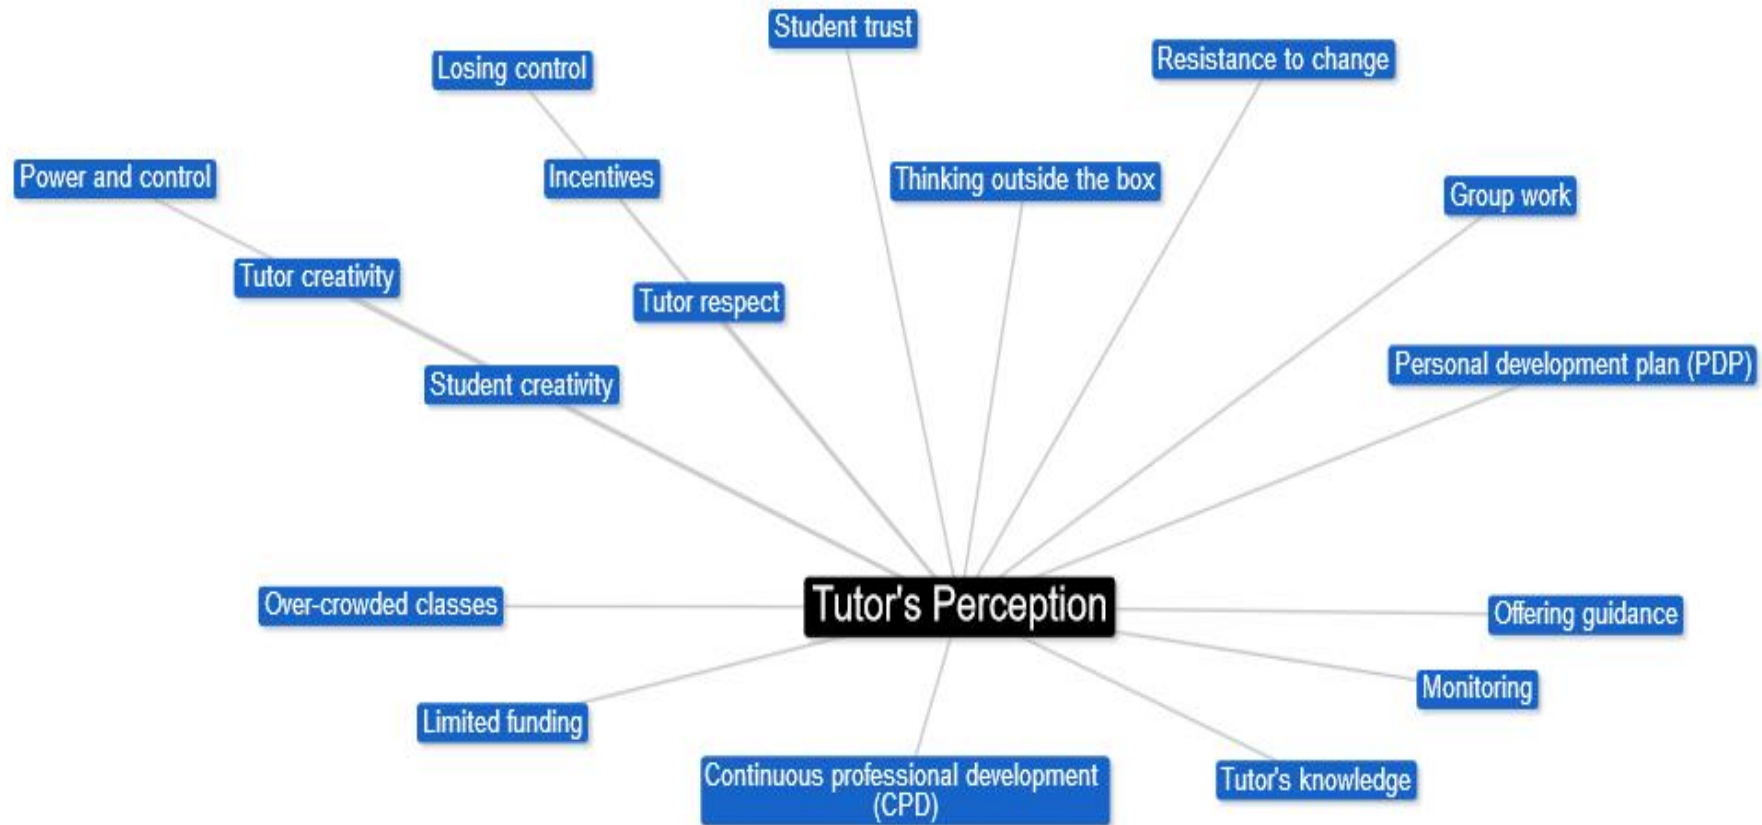 Student trust
Resistance to change
Losing control
Power and control
Incentives
Thinking outside the box
Group work
Tutor creativity
Tutor respect
Student creativity
Personal development plan (PDP)
Over-crowded classes
Tutor's Perception
Offering guidance
Monitoring
Limited funding
Continuous professional development
(CPD)
Tutor's knowledge